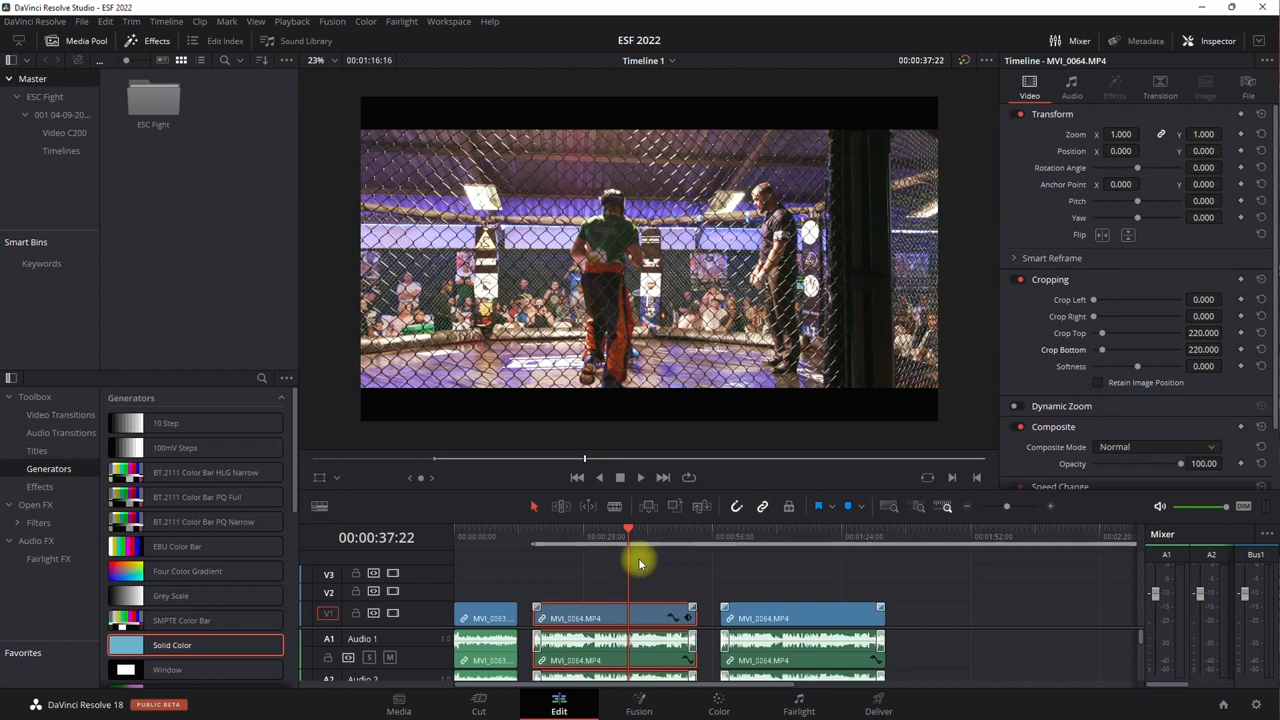 DaVinci Resolve Studio - ESF 2022
DaVinci Resolve File Edit Trim Timeline Clip Mark View Playback Fusion Color Fairlight Workspace Help
Media Pool Effects Edit Index Sound Library ESF 2022 Mixer Metadata Inspector
... 23% 00:01:16:16 Timeline 1 00:00:37:22 Timeline - MVI_0064.MP4
Master
ESC Fight
001 04-09-20...
Video C200
Timelines
ESC Fight
Smart Bins
Keywords
Video Audio Effects Transition Image File
Transform
Zoom X 1.000 Y 1.000
Position X 0.000 Y 0.000
Rotation Angle 0.000
Anchor Point X 0.000 Y 0.000
Pitch 0.000
Yaw 0.000
Flip
Smart Reframe
Cropping
Crop Left 0.000
Crop Right 0.000
Crop Top 220.000
Crop Bottom 220.000
Softness 0.000
Retain Image Position
Dynamic Zoom
Composite
Composite Mode Normal
Opacity 100.00
Speed Change
Toolbox
Video Transitions
Audio Transitions
Titles
Generators
Effects
Open FX
Filters
Audio FX
Fairlight FX
Favorites
Generators
10 Step
100mV Steps
BT.2111 Color Bar HLG Narrow
BT.2111 Color Bar PQ Full
BT.2111 Color Bar PQ Narrow
EBU Color Bar
Four Color Gradient
Grey Scale
SMPTE Color Bar
Solid Color
Window
DIM
00:00:37:22 00:00:00:00 00:00:28:00 00:00:56:00 00:01:24:00 00:01:52:00 00:02:20
V3
V2
V1 MVI_0063... MVI_0064.MP4 MVI_0064.MP4
A1 Audio 1 1.0
S M MVI_0063... MVI_0064.MP4 MVI_0064.MP4
A2 Audio 2
Mixer
A1 A2 Bus1
DaVinci Resolve 18 PUBLIC BETA
Media Cut Edit Fusion Color Fairlight Deliver